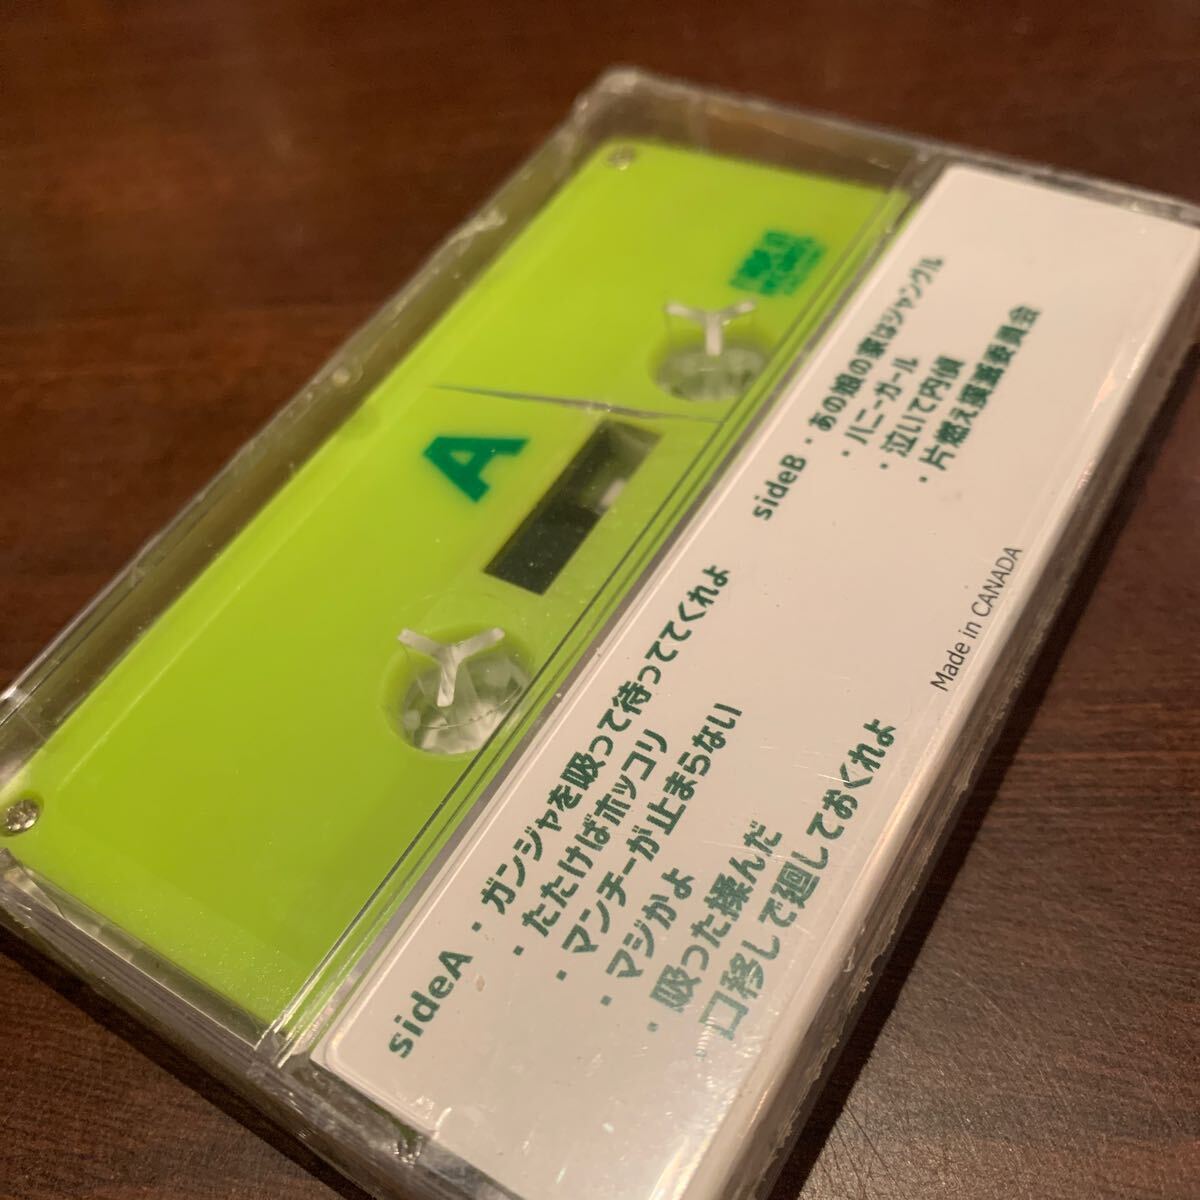 A
sideA ・ガンジャを吸って待っててくれよ
・たたけばホッコリ
・マンチーが止まらない
・マジかよ
・吸った揉んだ
・口移しで廻しておくれよ
sideB ・あの娘の家はジャングル
・ハニーガール
・泣いて内偵
・片燃え撲滅委員会
Made in CANADA